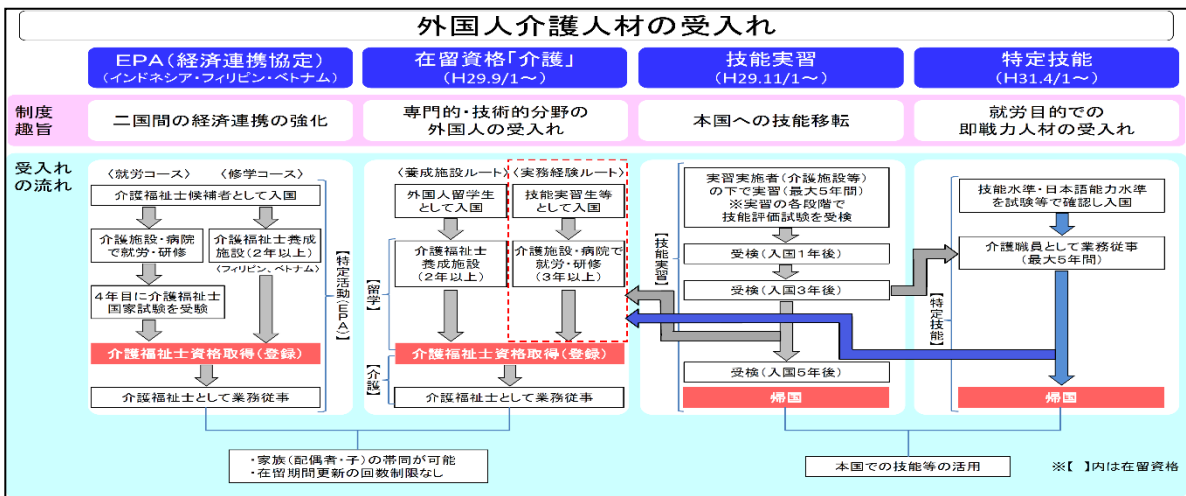 外国人介護人材の受入れ
EPA(経済連携協定)
(インドネシア・フィリピン・ベトナム)
在留資格「介護」
(H29.9/1～)
技能実習
(H29.11/1～)
特定技能
(H31.4/1～)
制度
趣旨
二国間の経済連携の強化
専門的・技術的分野の
外国人の受入れ
本国への技能移転
就労目的での
即戦力人材の受入れ
受入れ
の流れ
〈就労コース〉
〈修学コース〉
介護福祉士候補者として入国
介護施設・病院
で就労・研修
介護福祉士養成
施設(2年以上)
〈フィリピン、ベトナム〉
4年目に介護福祉士
国家試験を受験
介護福祉士資格取得(登録)
介護福祉士として業務従事
【特定活動(EPA)】
〈養成施設ルート〉
〈実務経験ルート〉
外国人留学生
として入国
技能実習生等
として入国
介護福祉士
養成施設
(2年以上)
介護施設・病院で
就労・研修
(3年以上)
【留学】
介護福祉士資格取得(登録)
【介護】
介護福祉士として業務従事
・家族(配偶者・子)の帯同が可能
・在留期間更新の回数制限なし
実習実施者(介護施設等)
の下で実習(最大5年間)
※実習の各段階で
技能評価試験を受検
【技能実習】
受検(入国1年後)
受検(入国3年後)
受検(入国5年後)
帰国
技能水準・日本語能力水準
を試験等で確認し入国
介護職員として業務従事
(最大5年間)
【特定技能】
帰国
本国での技能等の活用
※【 】内は在留資格